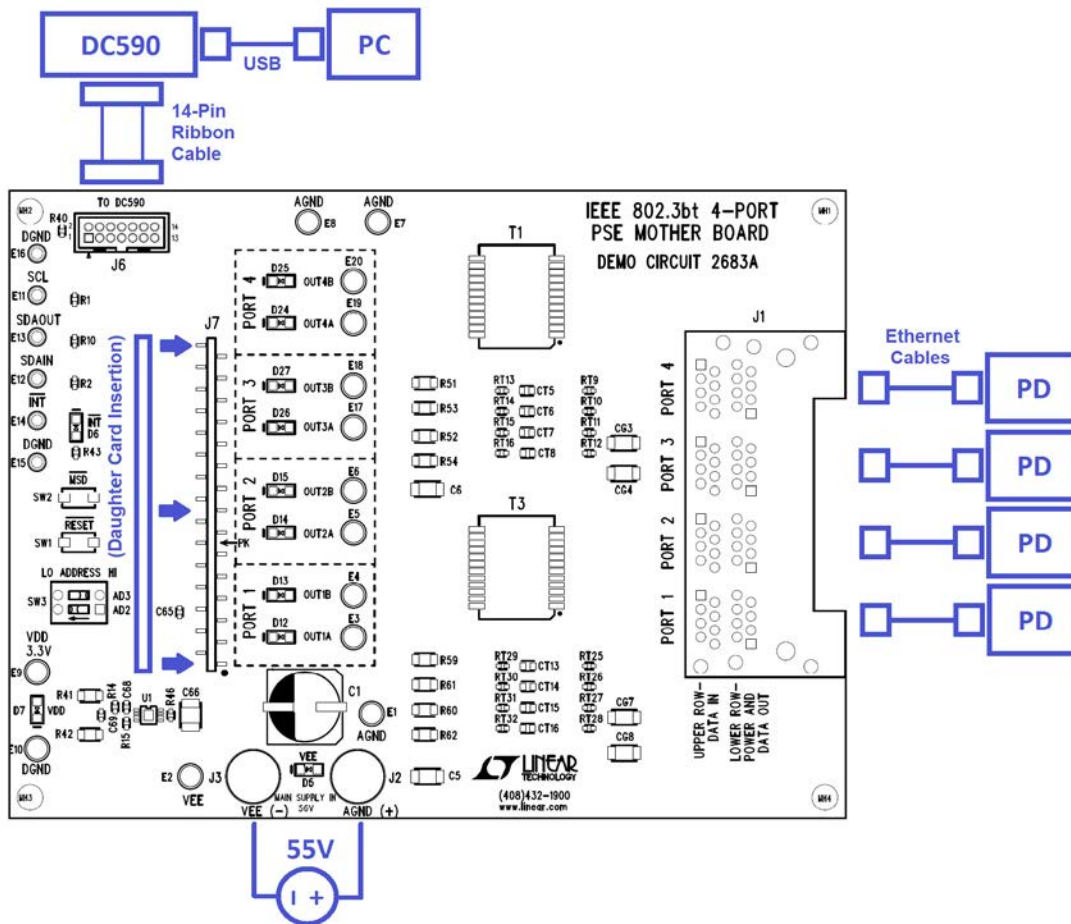 DC590
USB
PC
14-Pin
Ribbon
Cable
MH2
TO DC590
R40
2
1
14
13
J6
DGND
E16
AGND
E8
AGND
E7
IEEE 802.3bt 4-PORT
PSE MOTHER BOARD
DEMO CIRCUIT 2683A
MH1
SCL
E11
R1
SDAOUT
E13
R10
SDAIN
E12
R2
INT
E14
INT
D6
DGND
E15
R43
MSD
SW2
RESET
SW1
LO ADDRESS HI
SW3
AD3
AD2
C65
(Daughter Card Insertion)
J7
PK
PORT 4
D25
OUT4B
E20
D24
OUT4A
E19
PORT 3
D27
OUT3B
E18
D26
OUT3A
E17
PORT 2
D15
OUT2B
E6
D14
OUT2A
E5
PORT 1
D13
OUT1B
E4
D12
OUT1A
E3
T1
R51
R53
R52
R54
C6
RT13
RT14
RT15
RT16
CT5
CT6
CT7
CT8
RT9
RT10
RT11
RT12
CG3
CG4
T3
R59
R61
R60
R62
C5
RT29
RT30
RT31
RT32
CT13
CT14
CT15
CT16
RT25
RT26
RT27
RT28
CG7
CG8
J1
PORT 4
PORT 3
PORT 2
PORT 1
UPPER ROW-
DATA IN
LOWER ROW-
POWER AND
DATA OUT
Ethernet
Cables
PD
PD
PD
PD
VDD
3.3V
E9
D7
VDD
E10
DGND
R41
R42
R14
C68
C69
R15
U1
R46
C66
C1
E1
AGND
E2
VEE
J3
VEE
D5
J2
MAIN SUPPLY IN
56V
VEE (-)
AGND (+)
LT LINEAR
TECHNOLOGY
(408)432-1900
www.linear.com
MH3
MH4
55V
- +